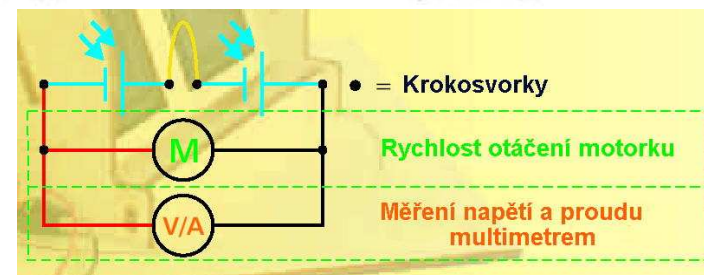 ● = Krokosvorky
M
Rychlost otáčení motorku
V/A
Měření napětí a proudu
multimetrem